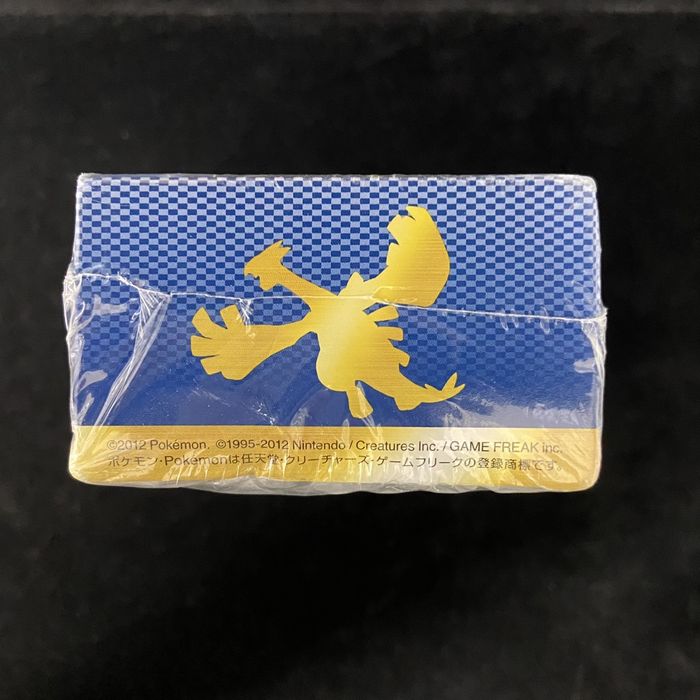 ©2012 Pokémon. ©1995-2012 Nintendo / Creatures Inc. / GAME FREAK inc.
ポケモン・Pokémonは任天堂・クリーチャーズ・ゲームフリークの登録商標です。